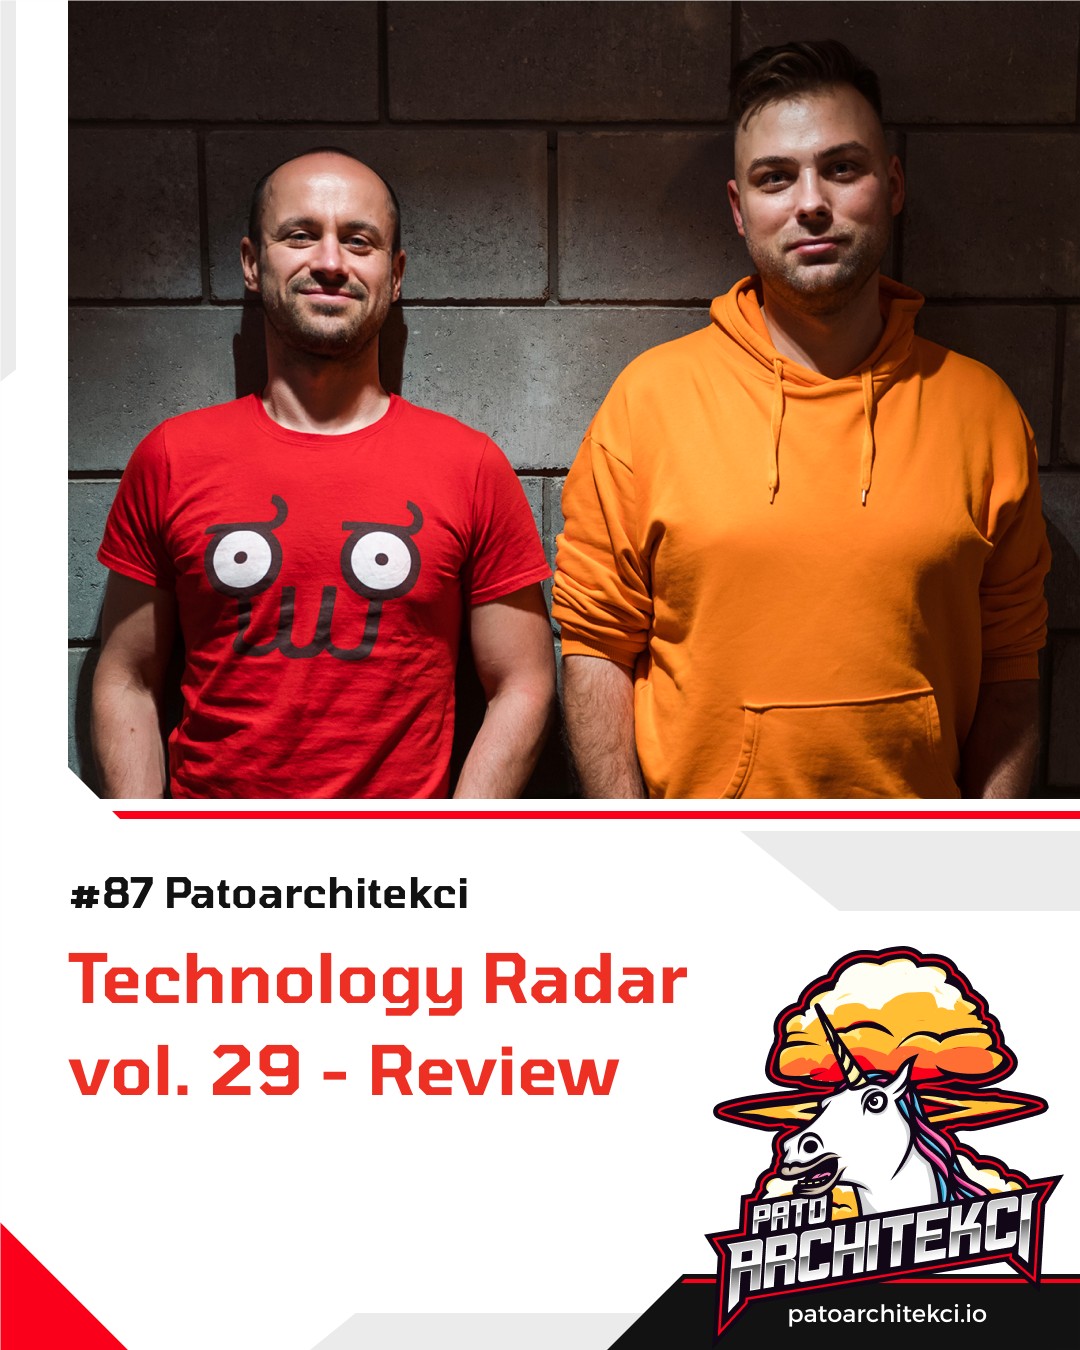 #87 Patoarchitekci
Technology Radar
vol. 29 - Review
PATO
ARCHITEKCI
patoarchitekci.io